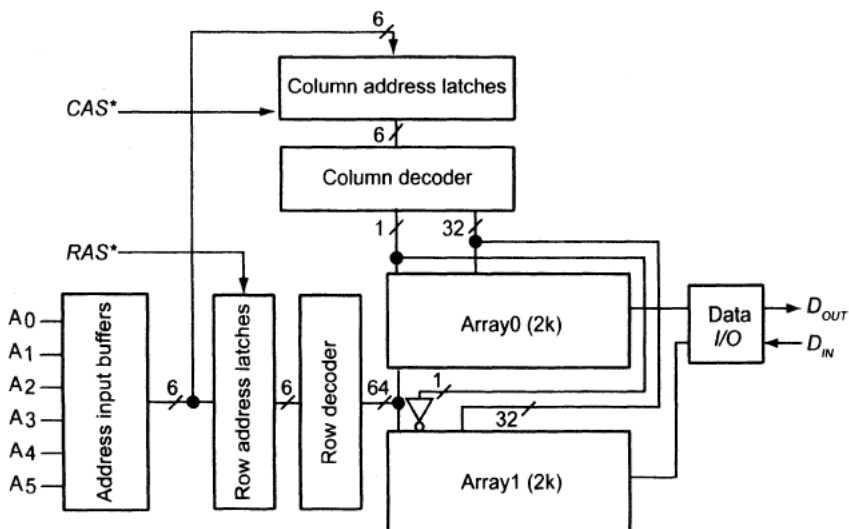 6
Column address latches
CAS*
6
Column decoder
1
32
RAS*
A0
A1
A2
A3
A4
A5
Address input buffers
6
Row address latches
6
Row decoder
64
Array0 (2k)
Data
I/O
DOUT
DIN
1
32
Array1 (2k)